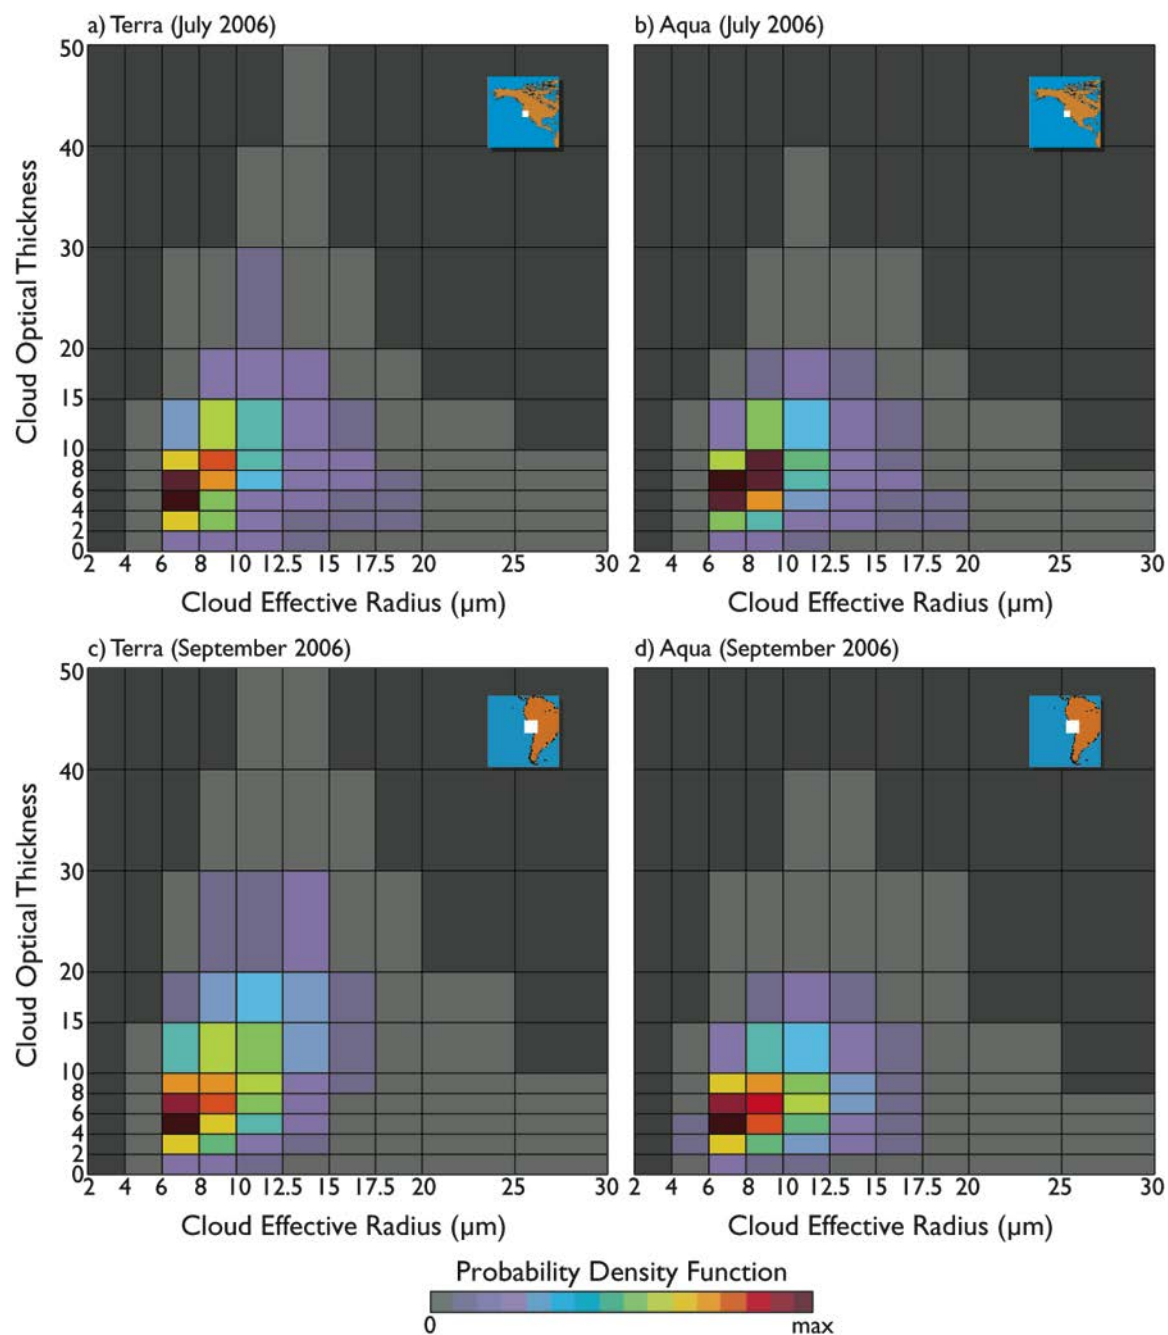 a) Terra (July 2006)
b) Aqua (July 2006)
50
40
30
20
15
10
8
6
4
2
0
Cloud Optical Thickness
2 4 6 8 10 12.5 15 17.5 20 25 30
2 4 6 8 10 12.5 15 17.5 20 25 30
Cloud Effective Radius (μm)
Cloud Effective Radius (μm)
c) Terra (September 2006)
d) Aqua (September 2006)
50
40
30
20
15
10
8
6
4
2
0
Cloud Optical Thickness
2 4 6 8 10 12.5 15 17.5 20 25 30
2 4 6 8 10 12.5 15 17.5 20 25 30
Cloud Effective Radius (μm)
Cloud Effective Radius (μm)
Probability Density Function
0 max